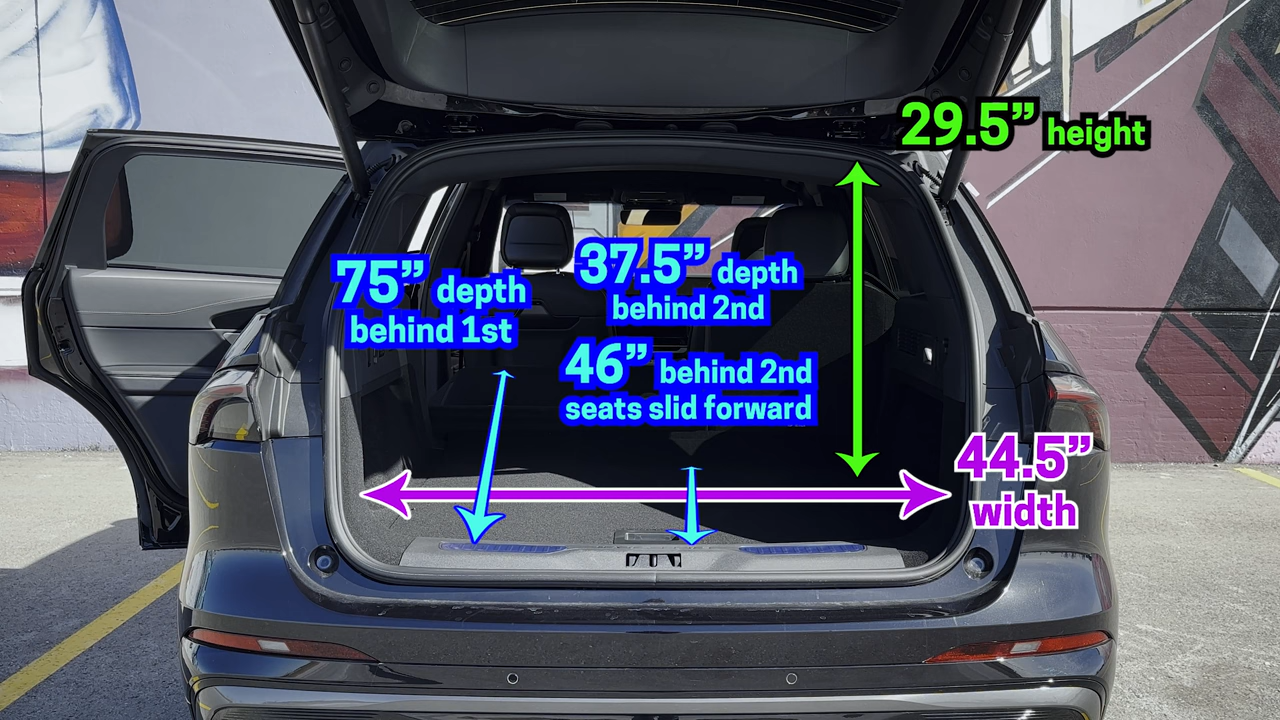 29.5” height
75” depth
behind 1st
37.5” depth
behind 2nd
46” behind 2nd
seats slid forward
44.5”
width